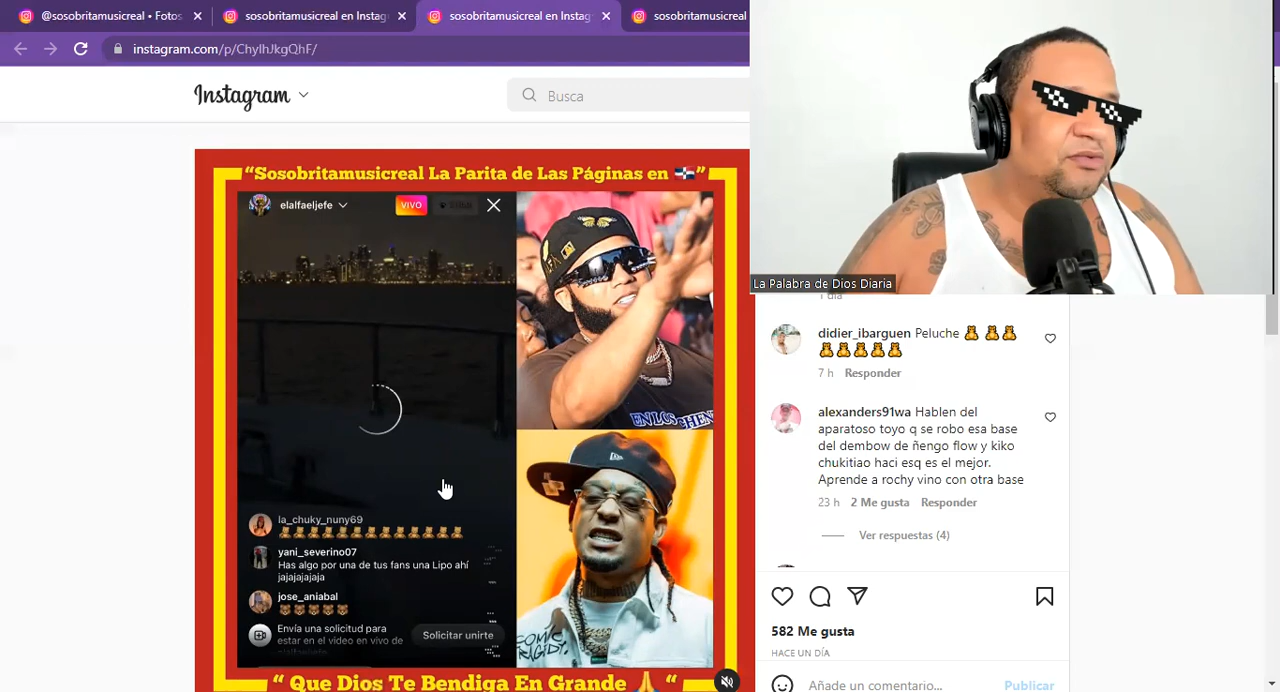 @sosobritamusicreal • Fotos
sosobritamusicreal en Instag
sosobritamusicreal en Instag
sosobritamusicreal
instagram.com/p/ChyIhJkgQhF/
Instagram
Busca
“Sosobritamusicreal La Parita de Las Páginas en 🇩🇴”
elalfaeljefe
VIVO
la_chuky_nuny69
🧸🧸🧸🧸🧸🧸🧸🧸🧸🧸🧸🧸🧸
yani_severino07
Has algo por una de tus fans una Lipo ahí
jajajajajaja
jose_aniabal
🐻🐻🐻🐻🐻
Envía una solicitud para
estar en el video en vivo de
elalfaeljefe.
Solicitar unirte
“ Que Dios Te Bendiga En Grande 🙏 “
La Palabra de Dios Diaria
1 día
didier_ibarguen Peluche 🧸 🧸 🧸
🧸🧸🧸🧸🧸🧸
7 h Responder
alexanders91wa Hablen del
aparatoso toyo q se robo esa base
del dembow de ñengo flow y kiko
chukitiao haci esq es el mejor.
Aprende a rochy vino con otra base
23 h 2 Me gusta Responder
Ver respuestas (4)
582 Me gusta
HACE UN DÍA
Añade un comentario...
Publicar